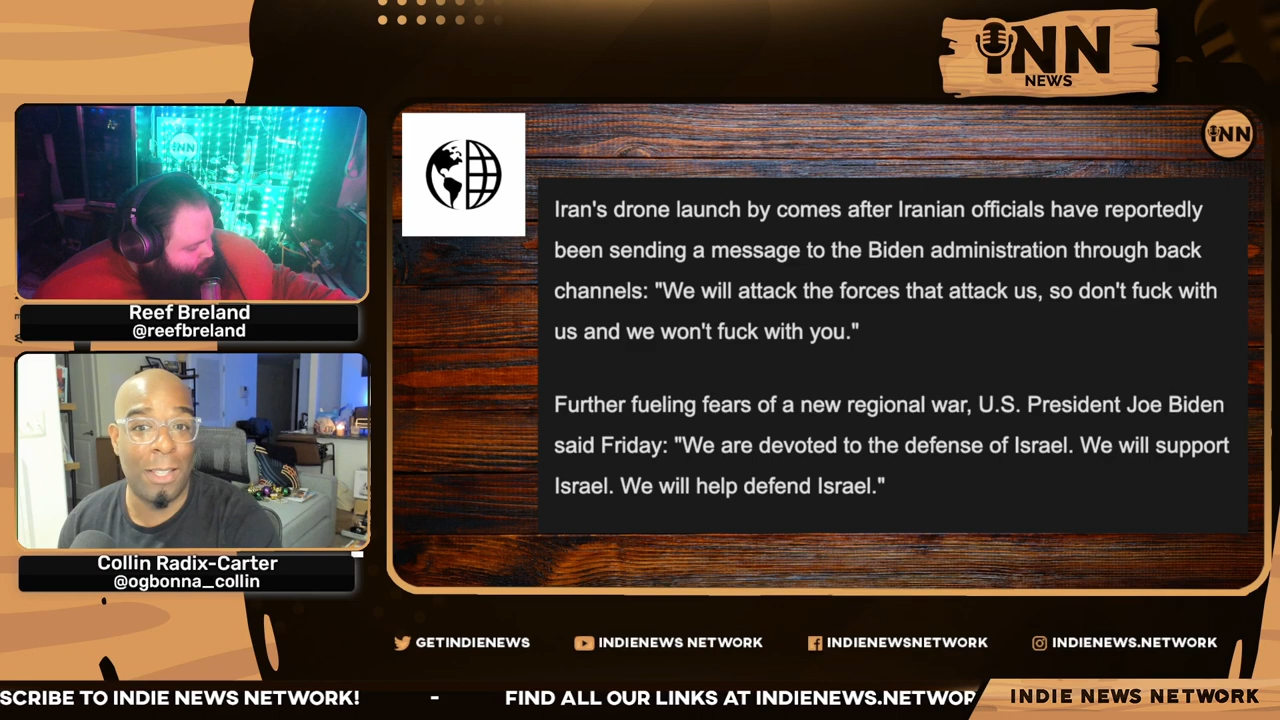 iNN
NEWS
iNN
iNN
Iran's drone launch by comes after Iranian officials have reportedly
been sending a message to the Biden administration through back
channels: "We will attack the forces that attack us, so don't fuck with
us and we won't fuck with you."
Further fueling fears of a new regional war, U.S. President Joe Biden
said Friday: "We are devoted to the defense of Israel. We will support
Israel. We will help defend Israel."
Reef Breland
@reefbreland
Collin Radix-Carter
@ogbonna_collin
GETINDIENEWS
INDIENEWS NETWORK
INDIENEWSNETWORK
INDIENEWS.NETWORK
SCRIBE TO INDIE NEWS NETWORK! - FIND ALL OUR LINKS AT INDIENEWS.NETWOR
INDIE NEWS NETWORK